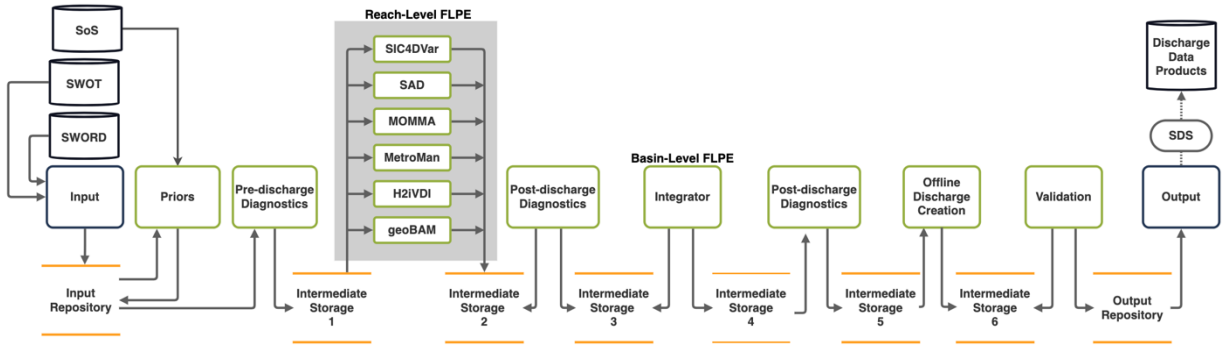 Reach-Level FLPE
SoS
SWOT
SWORD
Input
Priors
Pre-discharge
Diagnostics
SIC4DVar
SAD
MOMMA
MetroMan
H2iVDI
geoBAM
Post-discharge
Diagnostics
Basin-Level FLPE
Integrator
Post-discharge
Diagnostics
Offline
Discharge
Creation
Validation
Discharge
Data
Products
SDS
Output
Input
Repository
Intermediate
Storage
1
Intermediate
Storage
2
Intermediate
Storage
3
Intermediate
Storage
4
Intermediate
Storage
5
Intermediate
Storage
6
Output
Repository